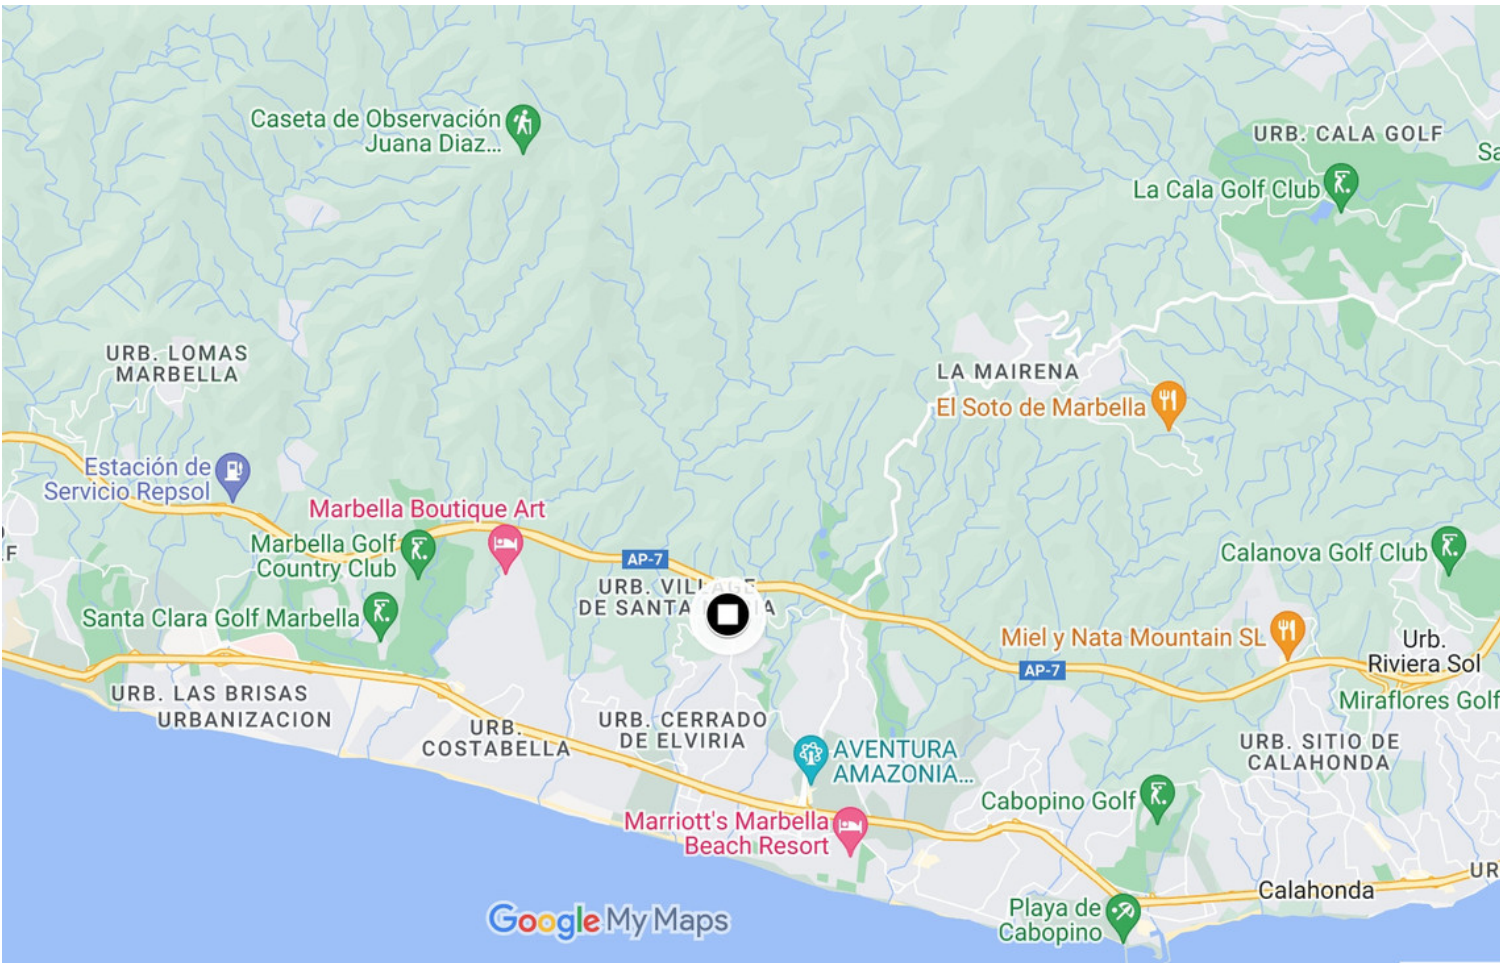 Caseta de Observación
Juana Diaz...
URB. CALA GOLF
Sa
La Cala Golf Club
URB. LOMAS
MARBELLA
LA MAIRENA
El Soto de Marbella
Estación de
Servicio Repsol
Marbella Boutique Art
F
Marbella Golf
Country Club
AP-7
Calanova Golf Club
URB. VILLAGE
DE SANTA
Santa Clara Golf Marbella
Miel y Nata Mountain SL
Urb.
Riviera Sol
AP-7
URB. LAS BRISAS
URBANIZACION
Miraflores Golf
URB.
COSTABELLA
URB. CERRADO
DE ELVIRIA
URB. SITIO DE
CALAHONDA
AVENTURA
AMAZONIA...
Cabopino Golf
Marriott's Marbella
Beach Resort
UR
Calahonda
Playa de
Cabopino
Google My Maps